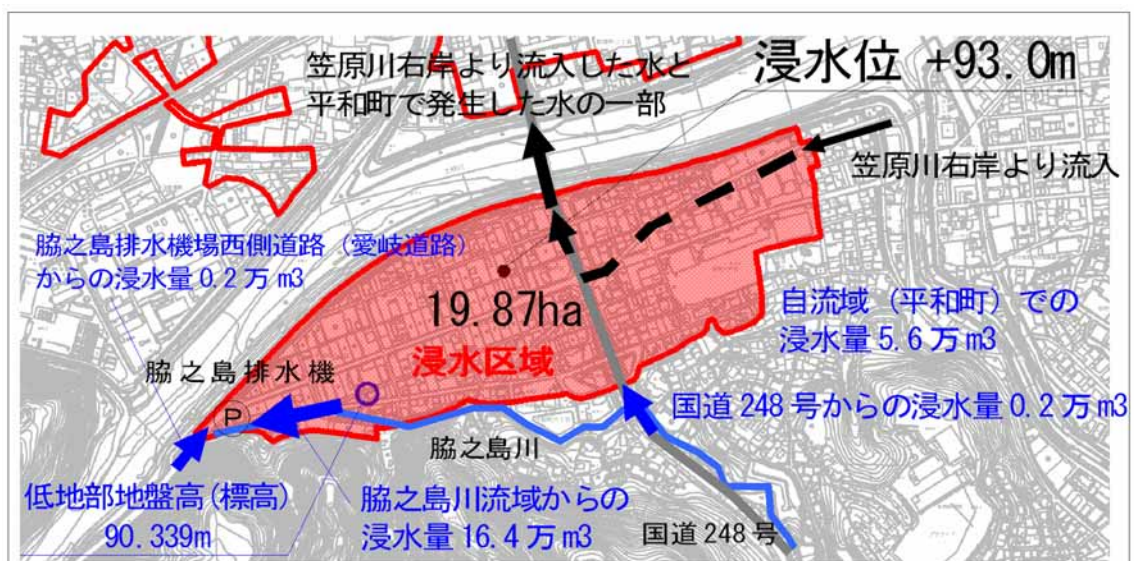 浸水位 +93.0m
笠原川右岸より流入した水と
平和町で発生した水の一部
笠原川右岸より流入
脇之島排水機場西側道路（愛岐道路）
からの浸水量 0.2 万 m3
19.87ha
浸水区域
自流域（平和町）での
浸水量 5.6 万 m3
脇之島排水機
P
国道 248 号からの浸水量 0.2 万 m3
脇之島川
低地部地盤高(標高)
90.339m
脇之島川流域からの
浸水量 16.4 万 m3
国道 248 号